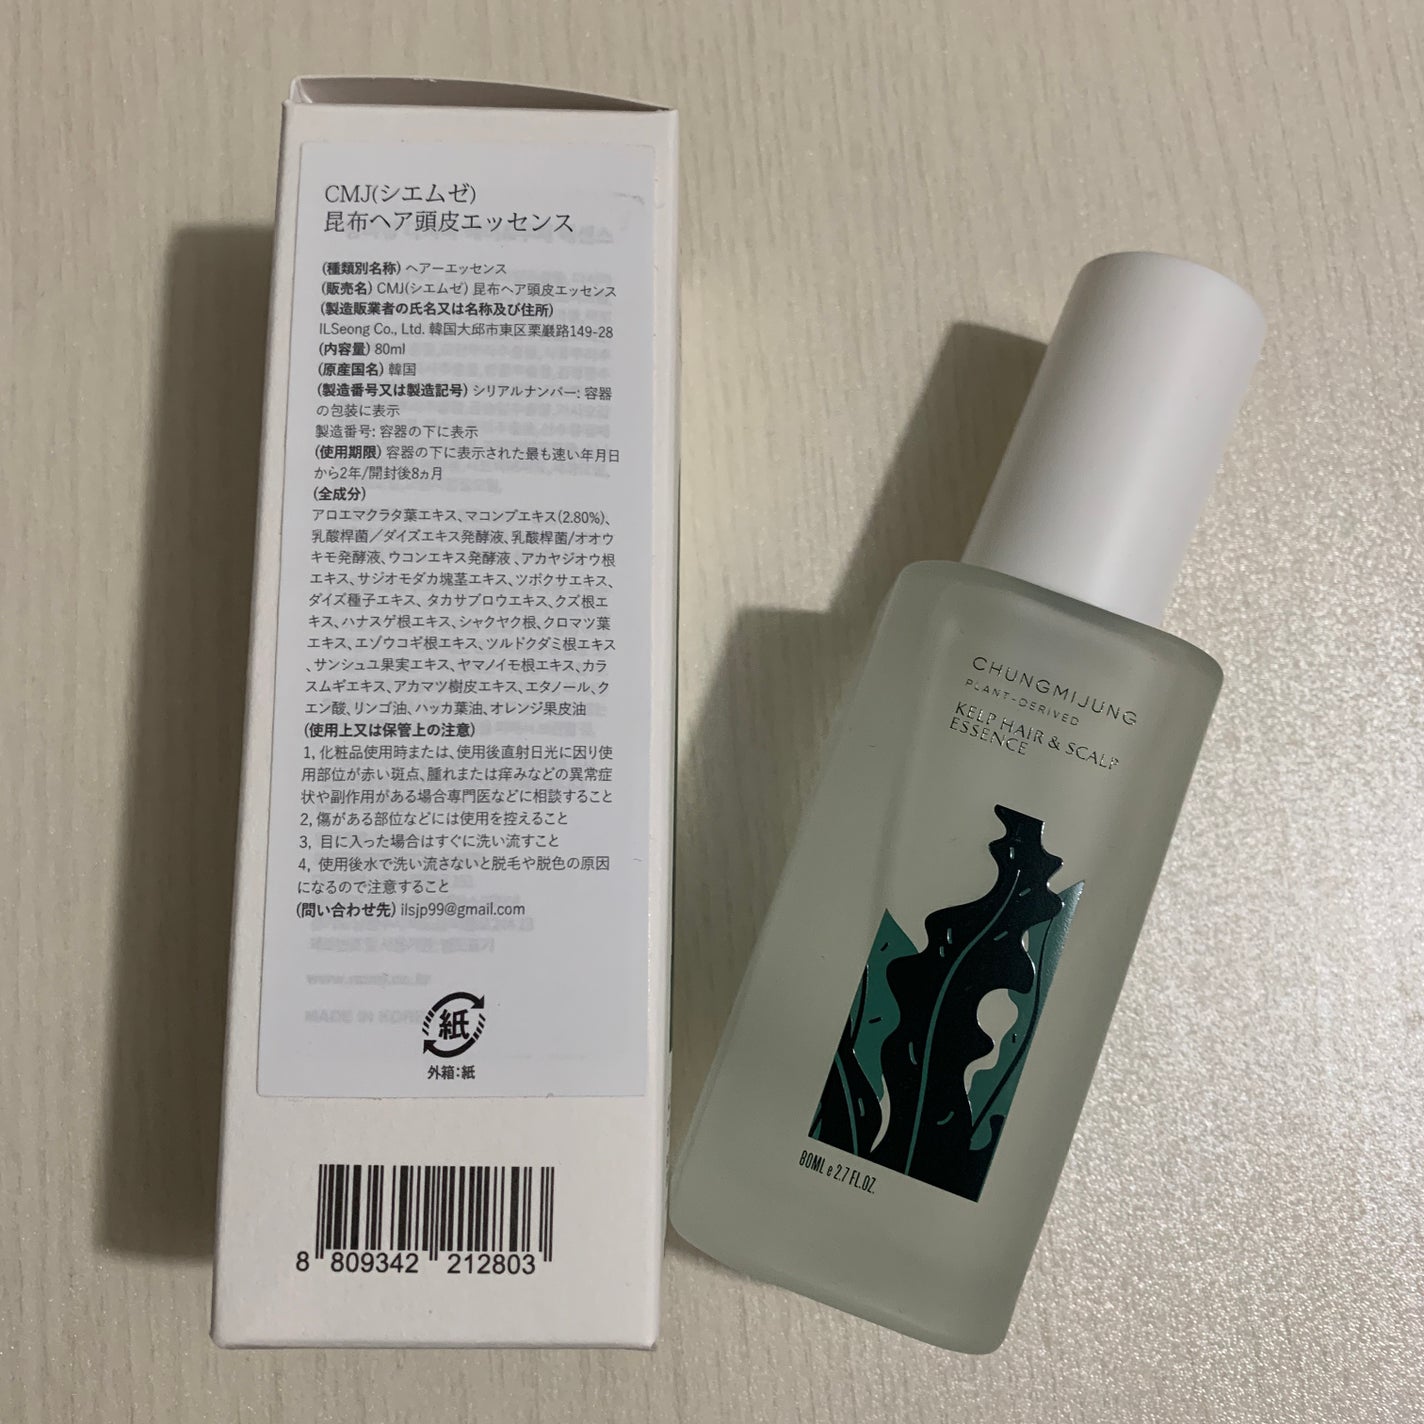 CMJ(シエムゼ)
昆布ヘア頭皮エッセンス
(種類別名称) ヘアーエッセンス
(販売名) CMJ(シエムゼ) 昆布ヘア頭皮エッセンス
(製造販業者の氏名又は名称及び住所)
ILSeong Co., Ltd. 韓国大邱市東区栗巌路149-28
(内容量) 80ml
(原産国名) 韓国
(製造番号又は製造記号) シリアルナンバー: 容器
の包装に表示
製造番号: 容器の下に表示
(使用期限) 容器の下に表示された最も速い年月日
から2年/開封後8ヵ月
(全成分)
アロエマクラタ葉エキス、マコンブエキス(2.80%)、
乳酸桿菌／ダイズエキス発酵液、乳酸桿菌/オオウ
キモ発酵液、ウコンエキス発酵液 、アカヤジオウ根
エキス、サジオモダカ塊茎エキス、ツボクサエキス、
ダイズ種子エキス、タカサブロウエキス、クズ根エ
キス、ハナスゲ根エキス、シャクヤク根、クロマツ葉
エキス、エゾウコギ根エキス、ツルドクダミ根エキス
、サンシュユ果実エキス、ヤマノイモ根エキス、カラ
スムギエキス、アカマツ樹皮エキス、エタノール、ク
エン酸、リンゴ油、ハッカ葉油、オレンジ果皮油
(使用上又は保管上の注意)
1, 化粧品使用時または、使用後直射日光に因り使
用部位が赤い斑点、腫れまたは痒みなどの異常症
状や副作用がある場合専門医などに相談すること
2, 傷がある部位などには使用を控えること
3, 目に入った場合はすぐに洗い流すこと
4, 使用後水で洗い流さないと脱毛や脱色の原因
になるので注意すること
(問い合わせ先) ilsjp99@gmail.com
紙
外箱：紙
8 809342 212803
CHUNGMIJUNG
PLANT-DERIVED
KELP HAIR & SCALP
ESSENCE
80ML e 2.7 FL.OZ.